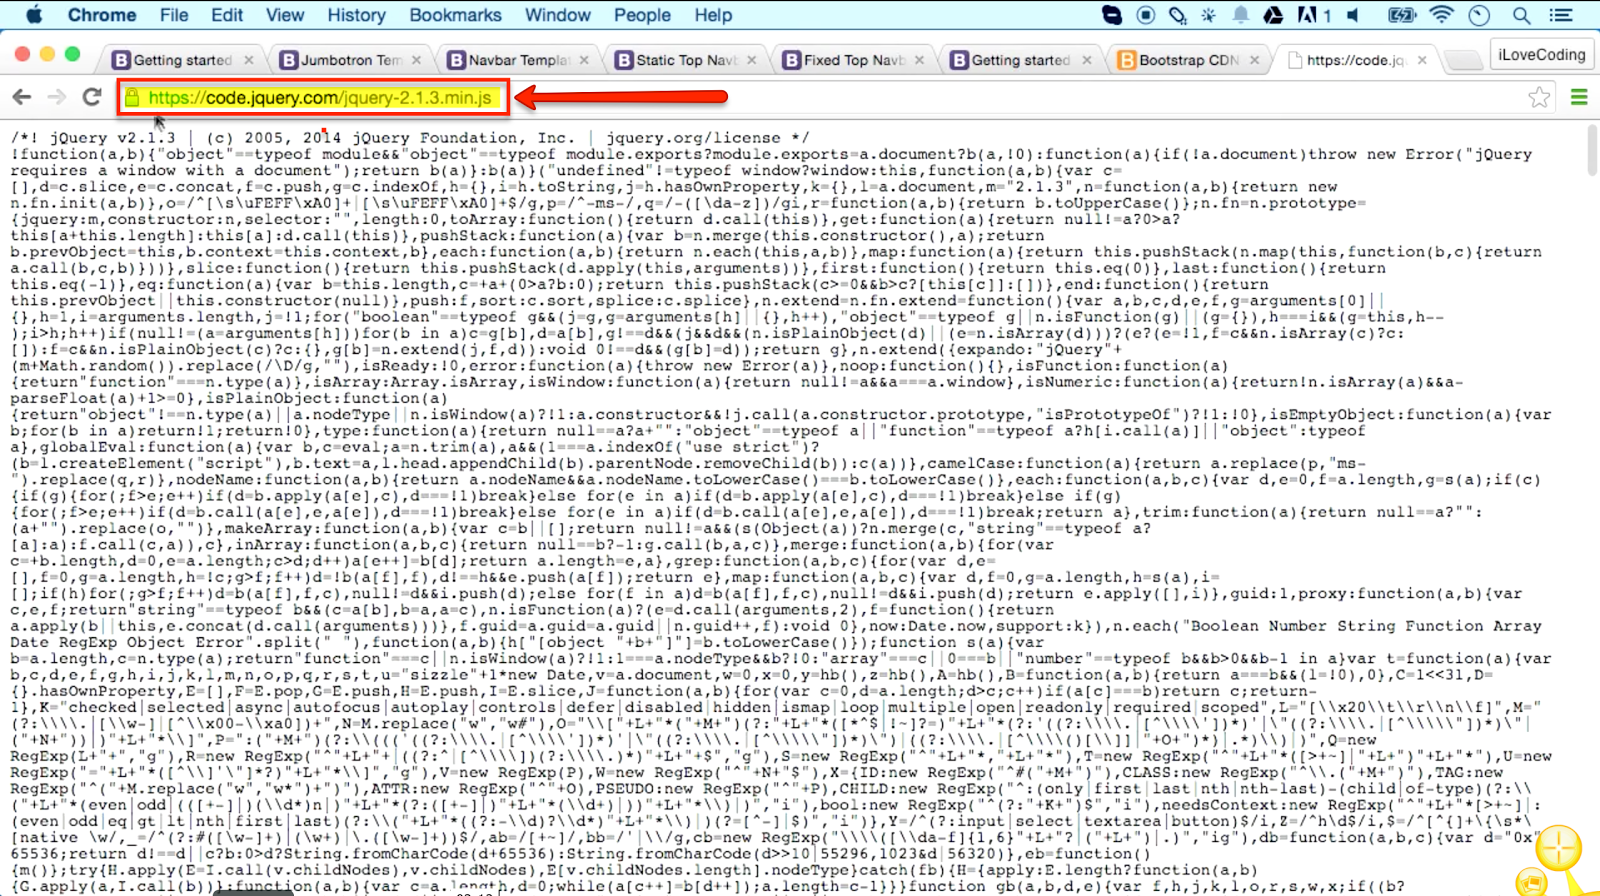 Chrome File Edit View History Bookmarks Window People Help 1
Getting started Jumbotron Tem Navbar Templa Static Top Navb Fixed Top Navb Getting started Bootstrap CDN https://code.jq iLoveCoding
https://code.jquery.com/jquery-2.1.3.min.js
/*! jQuery v2.1.3 | (c) 2005, 2014 jQuery Foundation, Inc. | jquery.org/license */
!function(a,b){"object"==typeof module&&"object"==typeof module.exports?module.exports=a.document?b(a,!0):function(a){if(!a.document)throw new Error("jQuery
requires a window with a document");return b(a)}:b(a)}("undefined"!=typeof window?window:this,function(a,b){var c=
[],d=c.slice,e=c.concat,f=c.push,g=c.indexOf,h={},i=h.toString,j=h.hasOwnProperty,k={},l=a.document,m="2.1.3",n=function(a,b){return new
n.fn.init(a,b)},o=/^[\s\uFEFF\xA0]+|[\s\uFEFF\xA0]+$/g,p=/^-ms-/,q=/-([\da-z])/gi,r=function(a,b){return b.toUpperCase()};n.fn=n.prototype=
{jquery:m,constructor:n,selector:"",length:0,toArray:function(){return d.call(this)},get:function(a){return null!=a?0>a?
this[a+this.length]:this[a]:d.call(this)},pushStack:function(a){var b=n.merge(this.constructor(),a);return
b.prevObject=this,b.context=this.context,b},each:function(a,b){return n.each(this,a,b)},map:function(a){return this.pushStack(n.map(this,function(b,c){return
a.call(b,c,b)}))},slice:function(){return this.pushStack(d.apply(this,arguments))},first:function(){return this.eq(0)},last:function(){return
this.eq(-1)},eq:function(a){var b=this.length,c=+a+(0>a?b:0);return this.pushStack(c>=0&&b>c?[this[c]]:[])},end:function(){return
this.prevObject||this.constructor(null)},push:f,sort:c.sort,splice:c.splice},n.extend=n.fn.extend=function(){var a,b,c,d,e,f,g=arguments[0]||
{},h=1,i=arguments.length,j=!1;for("boolean"==typeof g&&(j=g,g=arguments[h]||{},h++),"object"==typeof g||n.isFunction(g)||(g={}),h===i&&(g=this,h--
);i>h;h++)if(null!=(a=arguments[h]))for(b in a)c=g[b],d=a[b],g!==d&&(j&&d&&(n.isPlainObject(d)||(e=n.isArray(d)))?(e?(e=!1,f=c&&n.isArray(c)?c:
[]):f=c&&n.isPlainObject(c)?c:{},g[b]=n.extend(j,f,d)):void 0!==d&&(g[b]=d));return g},n.extend({expando:"jQuery"+
(m+Math.random()).replace(/\D/g,""),isReady:!0,error:function(a){throw new Error(a)},noop:function(){},isFunction:function(a)
{return"function"===n.type(a)},isArray:Array.isArray,isWindow:function(a){return null!=a&&a===a.window},isNumeric:function(a){return!n.isArray(a)&&a-
parseFloat(a)+1>=0},isPlainObject:function(a)
{return"object"!==n.type(a)||a.nodeType||n.isWindow(a)?!1:a.constructor&&!j.call(a.constructor.prototype,"isPrototypeOf")?!1:!0},isEmptyObject:function(a){var
b;for(b in a)return!1;return!0},type:function(a){return null==a?a+"":"object"==typeof a||"function"==typeof a?h[i.call(a)]||"object":typeof
a},globalEval:function(a){var b,c=eval;a=n.trim(a),a&&(1===a.indexOf("use strict")?
(b=l.createElement("script"),b.text=a,l.head.appendChild(b).parentNode.removeChild(b)):c(a))},camelCase:function(a){return a.replace(p,"ms-
").replace(q,r)},nodeName:function(a,b){return a.nodeName&&a.nodeName.toLowerCase()===b.toLowerCase()},each:function(a,b,c){var d,e=0,f=a.length,g=s(a);if(c)
{if(g){for(;f>e;e++)if(d=b.apply(a[e],c),d===!1)break}else for(e in a)if(d=b.apply(a[e],c),d===!1)break}else if(g)
{for(;f>e;e++)if(d=b.call(a[e],e,a[e]),d===!1)break}else for(e in a)if(d=b.call(a[e],e,a[e]),d===!1)break;return a},trim:function(a){return null==a?"":
(a+"").replace(o,"")},makeArray:function(a,b){var c=b||[];return null!=a&&(s(Object(a))?n.merge(c,"string"==typeof a?
[a]:a):f.call(c,a)),c},inArray:function(a,b,c){return null==b?-1:g.call(b,a,c)},merge:function(a,b){for(var
c=+b.length,d=0,e=a.length;c>d;d++)a[e++]=b[d];return a.length=e,a},grep:function(a,b,c){for(var d,e=
[],f=0,g=a.length,h=!c;g>f;f++)d=!b(a[f],f),d!==h&&e.push(a[f]);return e},map:function(a,b,c){var d,f=0,g=a.length,h=s(a),i=
[];if(h)for(;g>f;f++)d=b(a[f],f,c),null!=d&&i.push(d);else for(f in a)d=b(a[f],f,c),null!=d&&i.push(d);return e.apply([],i)},guid:1,proxy:function(a,b){var
c,e,f;return"string"==typeof b&&(c=a[b],b=a,a=c),n.isFunction(a)?(e=d.call(arguments,2),f=function(){return
a.apply(b||this,e.concat(d.call(arguments)))},f.guid=a.guid=a.guid||n.guid++,f):void 0},now:Date.now,support:k}),n.each("Boolean Number String Function Array
Date RegExp Object Error".split(" "),function(a,b){h["[object "+b+"]"]=b.toLowerCase()});function s(a){var
b=a.length,c=n.type(a);return"function"===c||n.isWindow(a)?!1:1===a.nodeType&&b?!0:"array"===c||0===b||"number"==typeof b&&b>0&&b-1 in a}var t=function(a){var
b,c,d,e,f,g,h,i,j,k,l,m,n,o,p,q,r,s,t,u="sizzle"+1*new Date,v=a.document,w=0,x=0,y=hb(),z=hb(),A=hb(),B=function(a,b){return a===b&&(l=!0),0},C=1<<31,D=
{}.hasOwnProperty,E=[],F=E.pop,G=E.push,H=E.push,I=E.slice,J=function(a,b){for(var c=0,d=a.length;d>c;c++)if(a[c]===b)return c;return-
1},K="checked|selected|async|autofocus|autoplay|controls|defer|disabled|hidden|ismap|loop|multiple|open|readonly|required|scoped",L="[\\x20\\t\\r\\n\\f]",M="
(?:\\\\.|[\\w-]|[^\\x00-\\xa0])+",N=M.replace("w","w#"),O="\\["+L+"*("+M+")(?:"+L+"*([*^$|!~]?=)"+L+"*(?:'((?:\\\\.|[^\\\\'])*)'|\"((?:\\\\.|[^\\\\\"])*)\"|
("+N+"))|)"+L+"*\\]",P=":("+M+")(?:\\((('((?:\\\\.|[^\\\\'])*)'|\"((?:\\\\.|[^\\\\\"])*)\")|((?:\\\\.|[^\\\\()[\\]]|"+O+")*)|.*)\\)|)",Q=new
RegExp(L+"+","g"),R=new RegExp("^"+L+"+|((?:^|[^\\\\])(?:\\\\.)*)"+L+"+$","g"),S=new RegExp("^"+L+"*,"+L+"*"),T=new RegExp("^"+L+"*([>+~]|"+L+")"+L+"*"),U=new
RegExp("="+L+"*([^\\]'\"]*?)"+L+"*\\]","g"),V=new RegExp(P),W=new RegExp("^"+N+"$"),X={ID:new RegExp("^#("+M+")"),CLASS:new RegExp("^\\.("+M+")"),TAG:new
RegExp("^("+M.replace("w","w*")+")"),ATTR:new RegExp("^"+O),PSEUDO:new RegExp("^"+P),CHILD:new RegExp("^:(only|first|last|nth|nth-last)-(child|of-type)(?:\\
("+L+"*(even|odd|(([+-]|)(\\d*)n|)"+L+"*(?:([+-]|)"+L+"*(\\d+)|))"+L+"*\\)|)","i"),bool:new RegExp("^(?:"+K+")$","i"),needsContext:new RegExp("^"+L+"*[>+~]|:
(even|odd|eq|gt|lt|nth|first|last)(?:\\("+L+"*((?:-\\d)?\\d*)"+L+"*\\)|)(?=[^-]|$)","i")},Y=/^(?:input|select|textarea|button)$/i,Z=/^h\d$/i,$=/^[^{]+\{\s*\
[native \w/,_=/^(?:#([\w-]+)|(\w+)|\.([\w-]+))$/,ab=/[+~]/,bb=/'|\\/g,cb=new RegExp("\\\\([\\da-f]{1,6}"+L+"?|("+L+")|.)","ig"),db=function(a,b,c){var d="0x"
65536;return d!==d||c?b:0>d?String.fromCharCode(d+65536):String.fromCharCode(d>>10|55296,1023&d|56320)},eb=function()
{m()};try{H.apply(E=I.call(v.childNodes),v.childNodes),E[v.childNodes.length].nodeType}catch(fb){H={apply:E.length?function(a,b)
{G.apply(a,I.call(b))}:function(a,b){var c=a.length,d=0;while(a[c++]=b[d++]);a.length=c-1}}}function gb(a,b,d,e){var f,h,j,k,l,o,r,s,w,x;if((b?